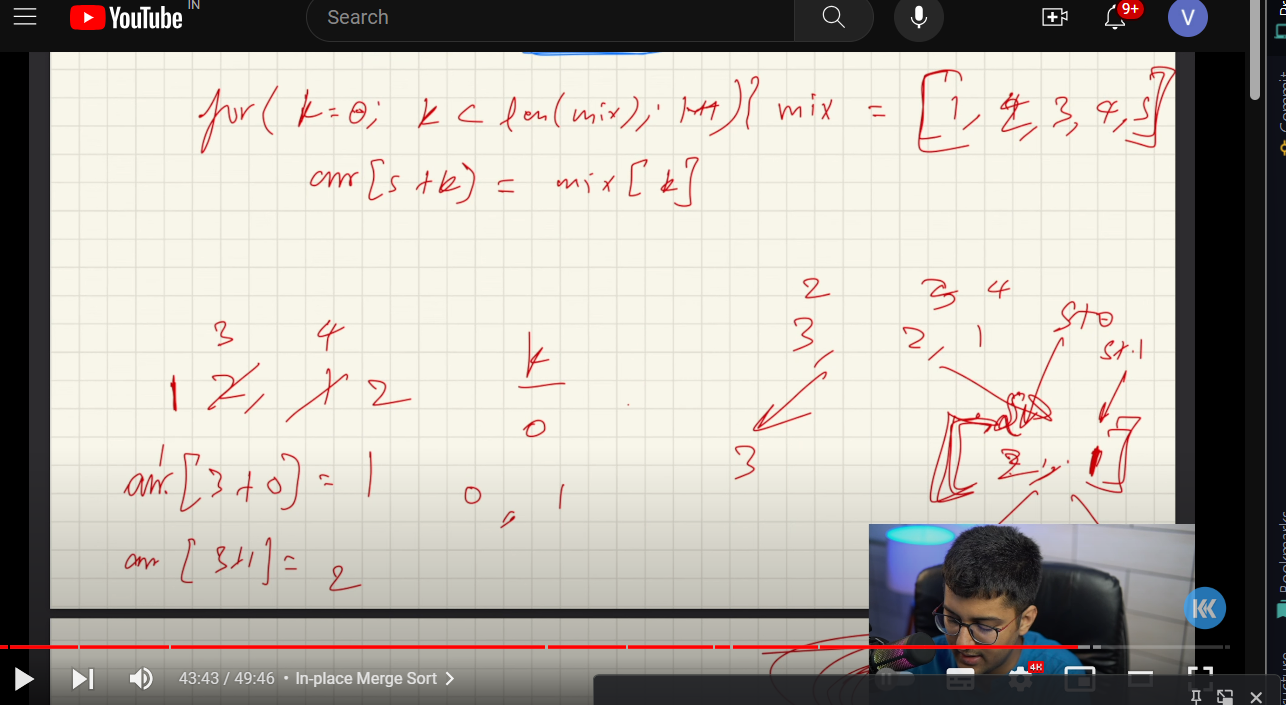 YouTube IN
Search
9+
V
for( k=0; k < len(mix); k++){ mix = [1, 2, 3, 4, 5]
arr[s+k] = mix[k]
2 3 4
3 4 3, 2, 1 s+0
k s+1
1 2, 1 2
0
arr[3+0] = 1 3 2, 1
0, 1
arr[3+1] = 2
Commit
Bookmarks
43:43 / 49:46 • In-place Merge Sort
4K